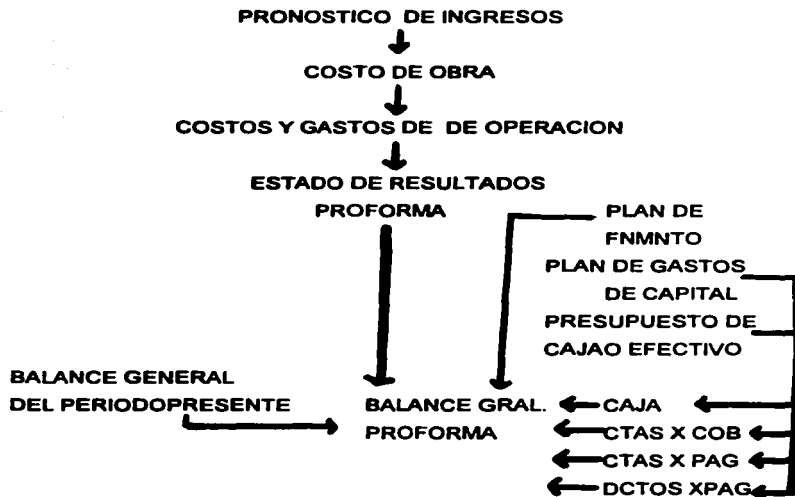 PRONOSTICO DE INGRESOS
COSTO DE OBRA
COSTOS Y GASTOS DE DE OPERACION
ESTADO DE RESULTADOS
PROFORMA
PLAN DE
FNMNTO
PLAN DE GASTOS
DE CAPITAL
PRESUPUESTO DE
CAJAO EFECTIVO
BALANCE GENERAL
DEL PERIODOPRESENTE
BALANCE GRAL.
PROFORMA
CAJA
CTAS X COB
CTAS X PAG
DCTOS XPAG